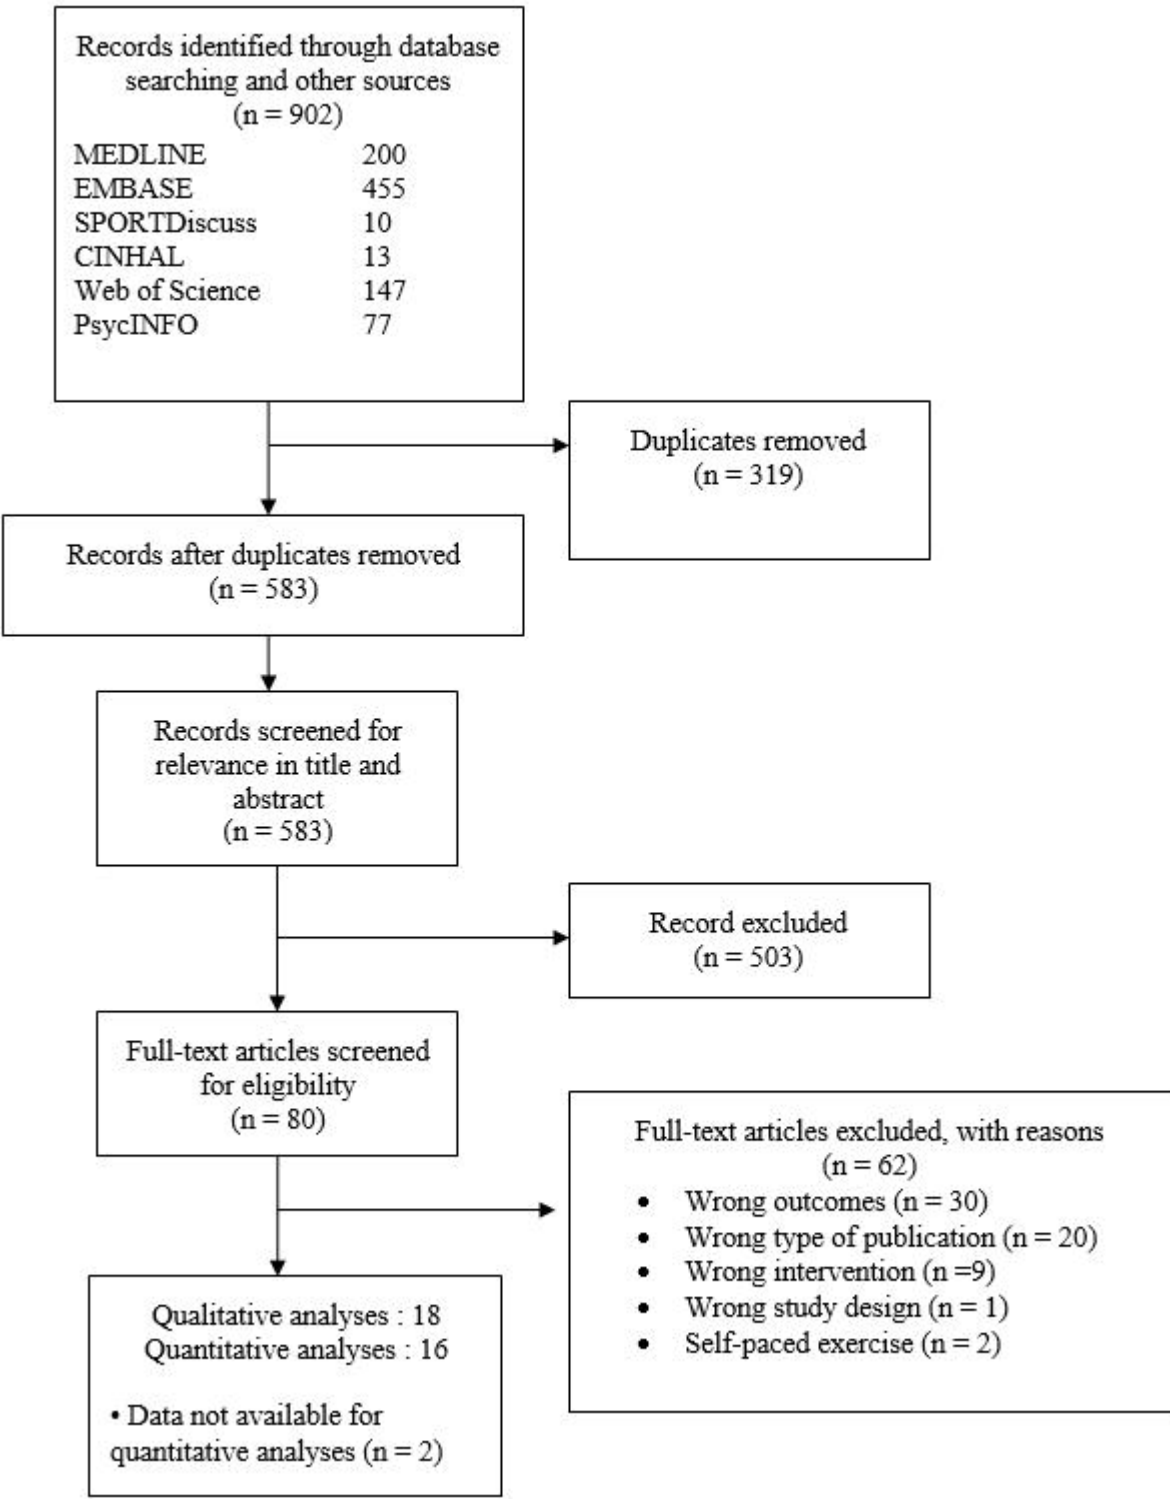 Records identified through database
searching and other sources
(n = 902)
MEDLINE 200
EMBASE 455
SPORTDiscuss 10
CINHAL 13
Web of Science 147
PsycINFO 77
Duplicates removed
(n = 319)
Records after duplicates removed
(n = 583)
Records screened for
relevance in title and
abstract
(n = 583)
Record excluded
(n = 503)
Full-text articles screened
for eligibility
(n = 80)
Full-text articles excluded, with reasons
(n = 62)
• Wrong outcomes (n = 30)
• Wrong type of publication (n = 20)
• Wrong intervention (n =9)
• Wrong study design (n = 1)
• Self-paced exercise (n = 2)
Qualitative analyses : 18
Quantitative analyses : 16
• Data not available for
quantitative analyses (n = 2)